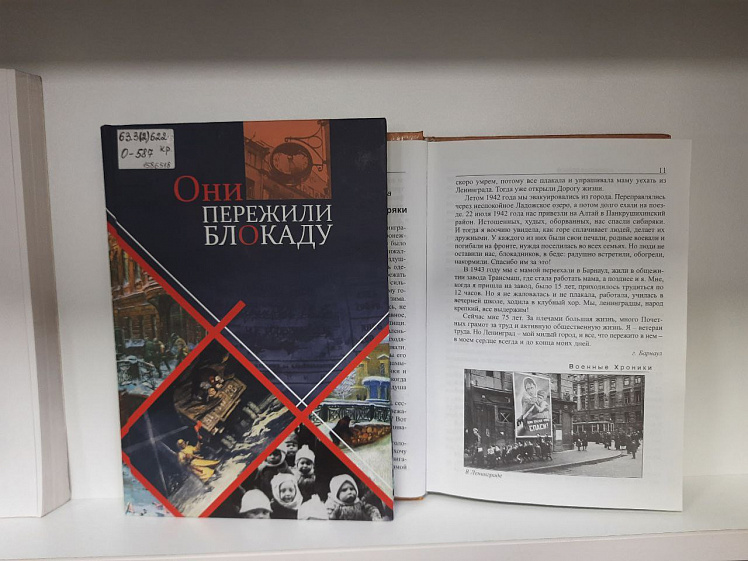 63.3(2)622
О-587 кр.
1586518
Они
ПЕРЕЖИЛИ
БЛОКАДУ
11
скоро умрем, потому все плакала и упрашивала маму уехать из
Ленинграда. Тогда уже открыли Дорогу жизни.
Летом 1942 года мы эвакуировались из города. Переправлялись
через неспокойное Ладожское озеро, а потом долго ехали на поез-
де. 22 июля 1942 года нас привезли на Алтай в Панкрушихинский
район. Истощенных, худых, оборванных, нас спасли сибиряки.
И тогда я воочию увидела, как горе сплачивает людей, делает их
дружными. У каждого из них были свои печали, родные воевали и
погибали на фронте, нужда поселилась во всех семьях. Но люди не
оставили нас, блокадников, в беде: радушно встретили, обогрели,
накормили. Спасибо им за это!
В 1943 году мы с мамой переехали в Барнаул, жили в общежи-
тии завода Трансмаш, где стала работать мама, а позднее и я. Мне,
когда я пришла на завод, было 15 лет, приходилось трудиться по
12 часов. Но я не жаловалась и не плакала, работала, училась в
вечерней школе, ходила в клубный хор. Мы, ленинградцы, народ
крепкий, все выдержим!
Сейчас мне 75 лет. За плечами большая жизнь, много Почет-
ных грамот за труд и активную общественную жизнь. Я – ветеран
труда. Но Ленинград – мой милый город, и все, что пережито в нем –
в моем сердце всегда и до конца моих дней.
г. Барнаул
Военные Хроники
СПАСИ!
В Ленинграде